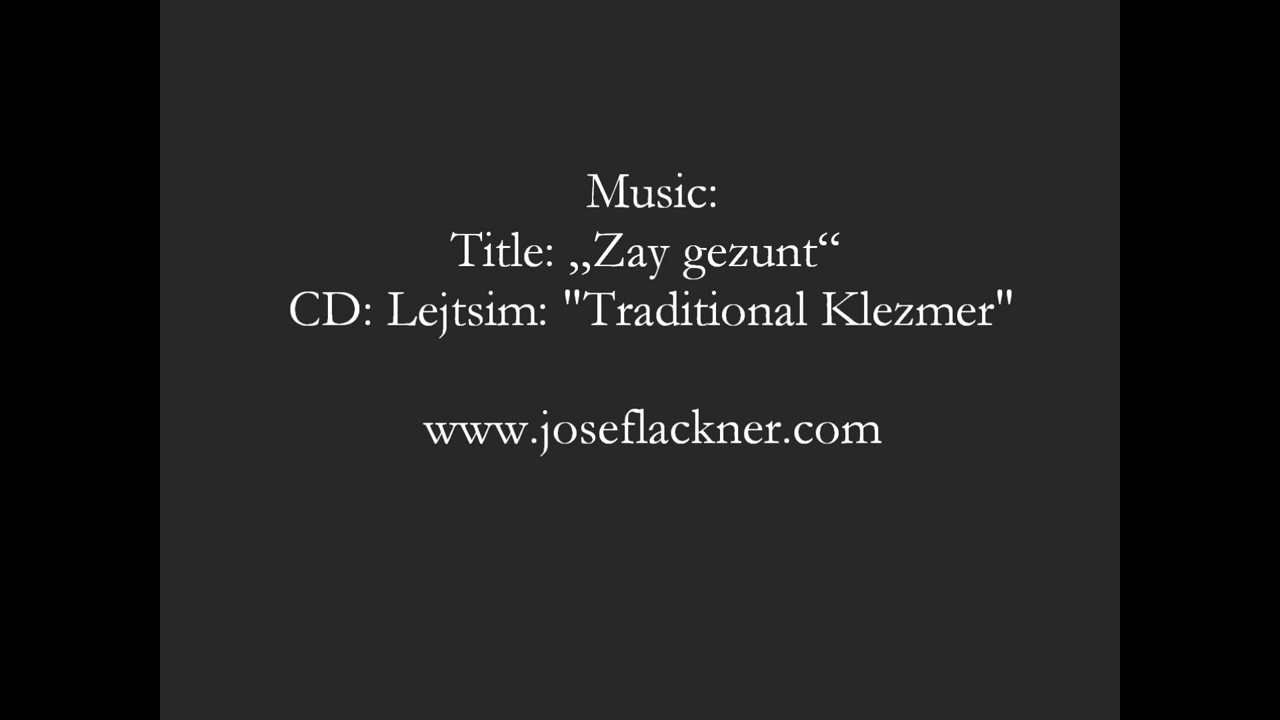 Music:
Title: „Zay gezunt“
CD: Lejtsim: "Traditional Klezmer"
www.joseflackner.com